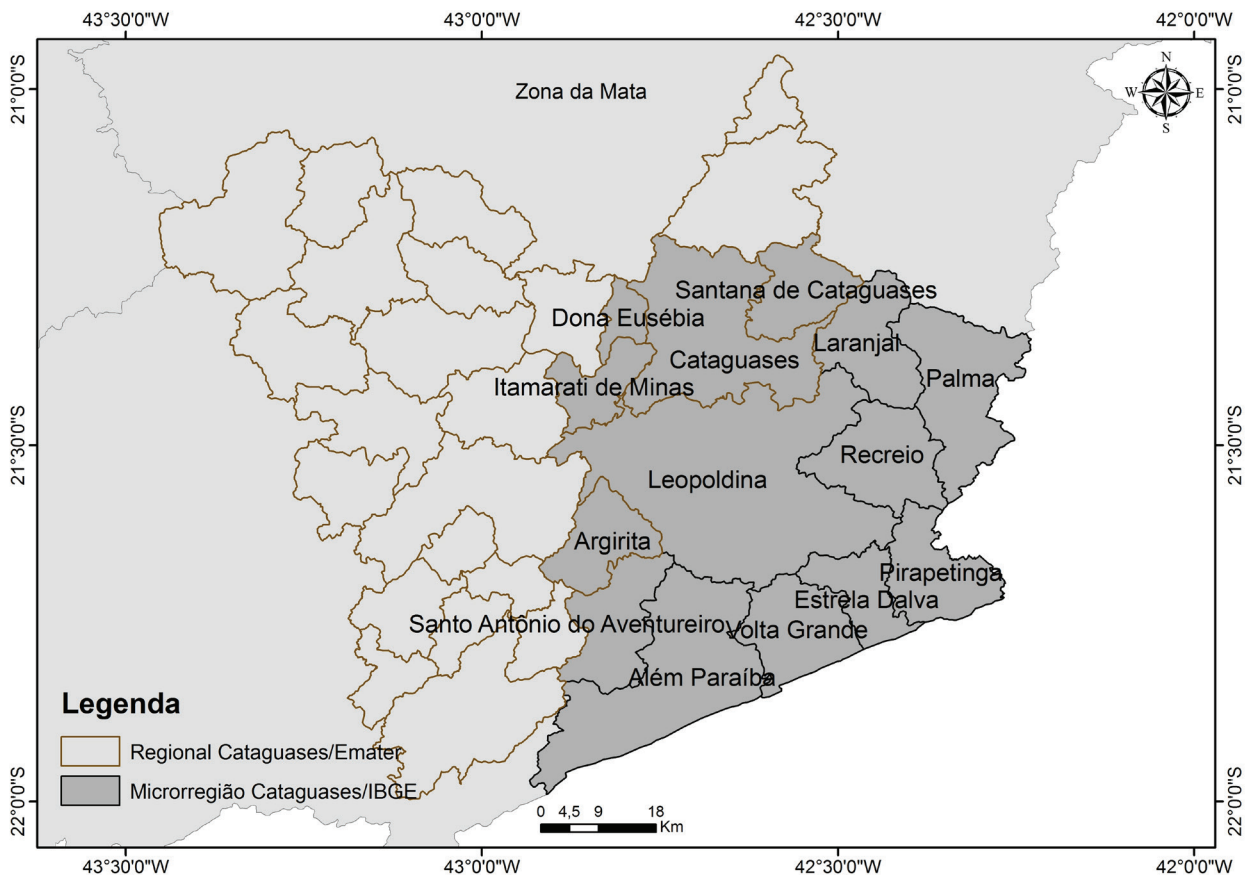 43°30'0"W
43°0'0"W
42°30'0"W
42°0'0"W
21°0'0"S
21°0'0"S
Zona da Mata
N
W
E
S
Santana de Cataguases
Dona Eusébia
Laranjal
Cataguases
Palma
Itamarati de Minas
21°30'0"S
21°30'0"S
Recreio
Leopoldina
Argirita
Pirapetinga
Estrela Dalva
Santo Antônio do Aventureiro
Volta Grande
Além Paraíba
Legenda
Regional Cataguases/Emater
Microrregião Cataguases/IBGE
22°0'0"S
22°0'0"S
0 4,5 9 18
Km
43°30'0"W
43°0'0"W
42°30'0"W
42°0'0"W